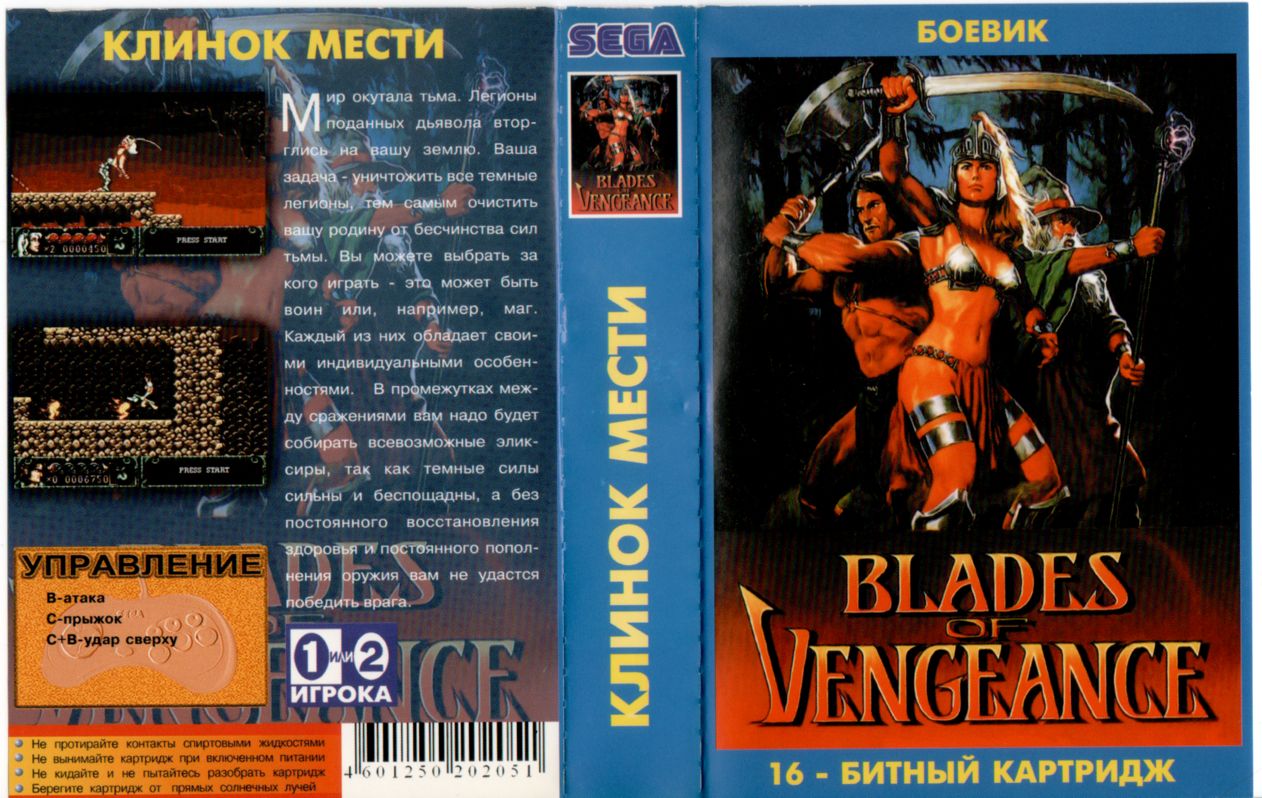 КЛИНОК МЕСТИ
Мир окутала тьма. Легионы
поданных дьявола втор-
глись на вашу землю. Ваша
задача - уничтожить все темные
легионы, тем самым очистить
вашу родину от бесчинства сил
тьмы. Вы можете выбрать за
кого играть - это может быть
воин или, например, маг.
Каждый из них обладает свои-
ми индивидуальными особен-
ностями. В промежутках меж-
ду сражениями вам надо будет
собирать всевозможные элик-
сиры, так как темные силы
сильны и беспощадны, а без
постоянного восстановления
здоровья и постоянного попол-
нения оружия вам не удастся
победить врага.
×2 0000450
PRESS START
×0 0006750
PRESS START
УПРАВЛЕНИЕ
B-атака
C-прыжок
C+B-удар сверху
SEGA
1 или 2
ИГРОКА
Не протирайте контакты спиртовыми жидкостями
Не вынимайте картридж при включенном питании
Не кидайте и не пытайтесь разобрать картридж
Берегите картридж от прямых солнечных лучей
4 601250 202051
SEGA
BLADES
OF
VENGEANCE
КЛИНОК МЕСТИ
БОЕВИК
BLADES
OF
VENGEANCE
16 - БИТНЫЙ КАРТРИДЖ